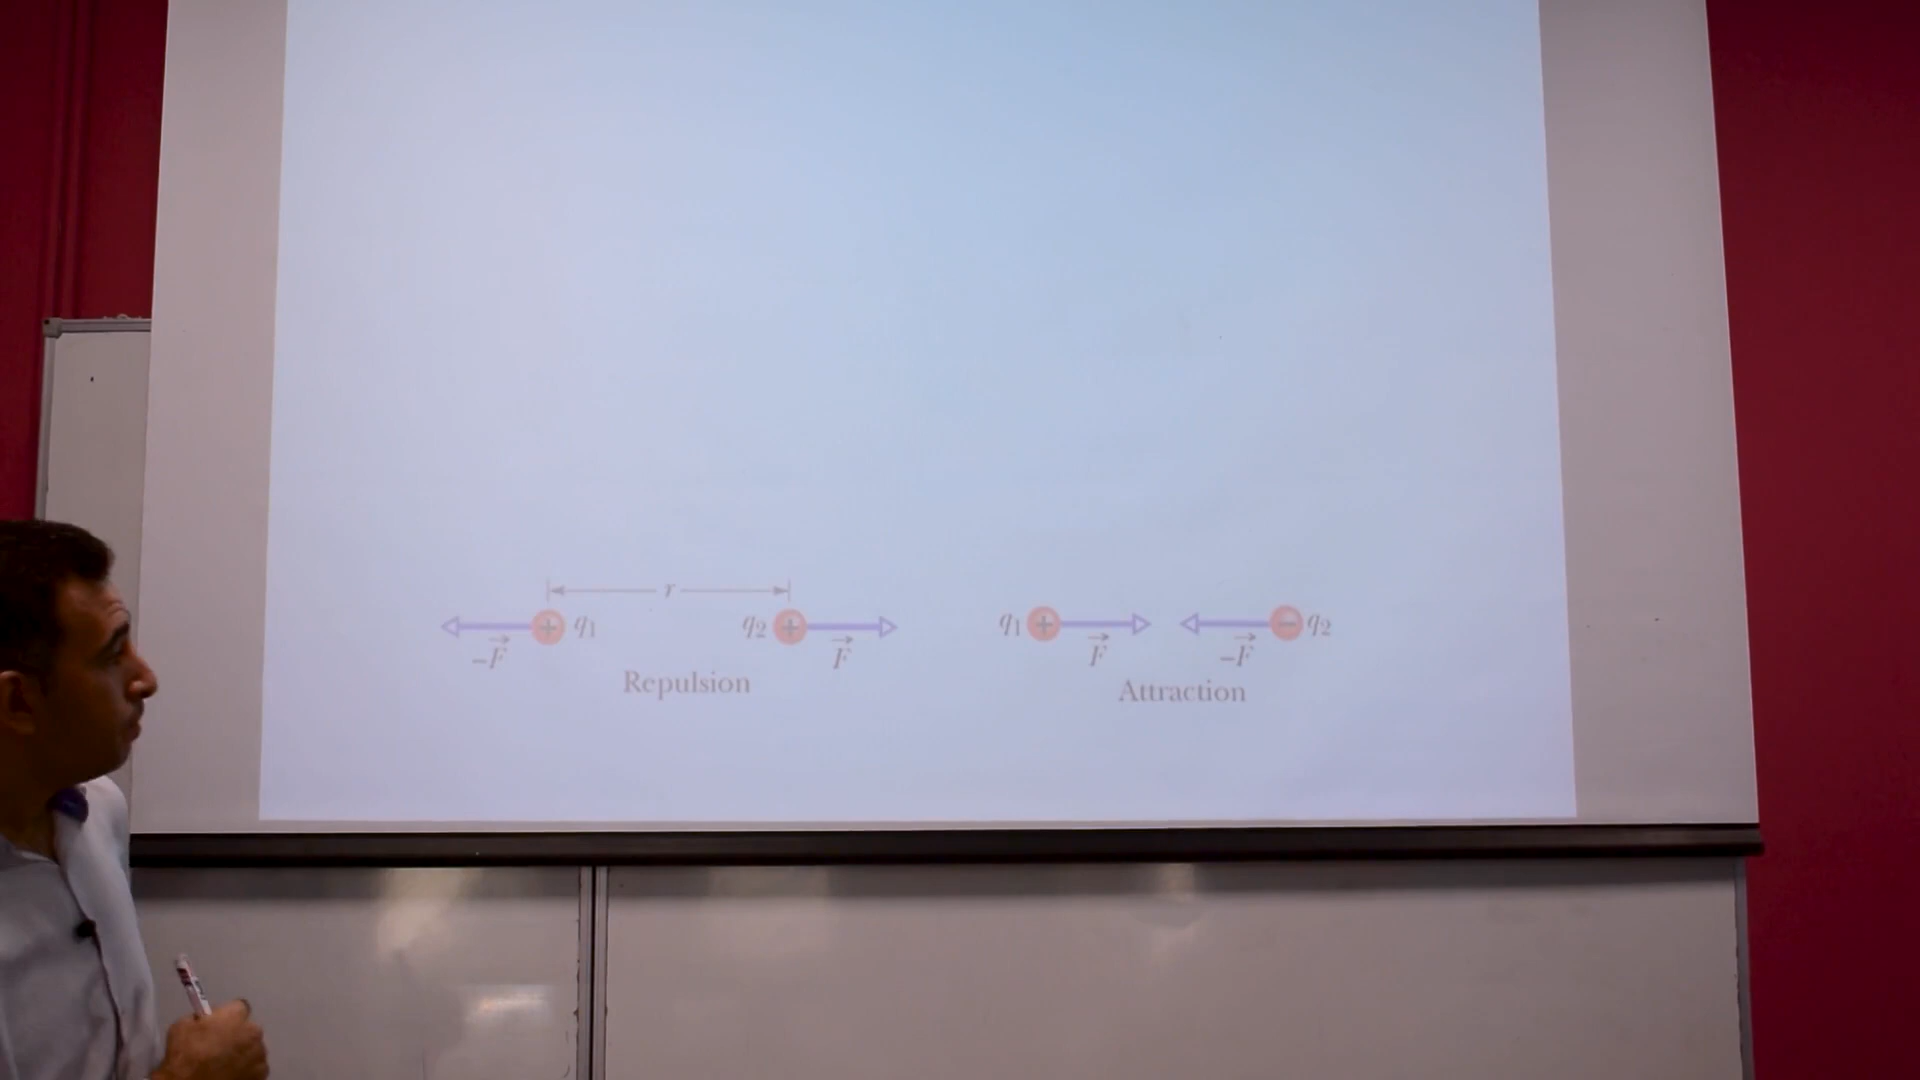 r
+ q1 q2 +
−F⃗ F⃗
Repulsion
q1 + − q2
F⃗ −F⃗
Attraction